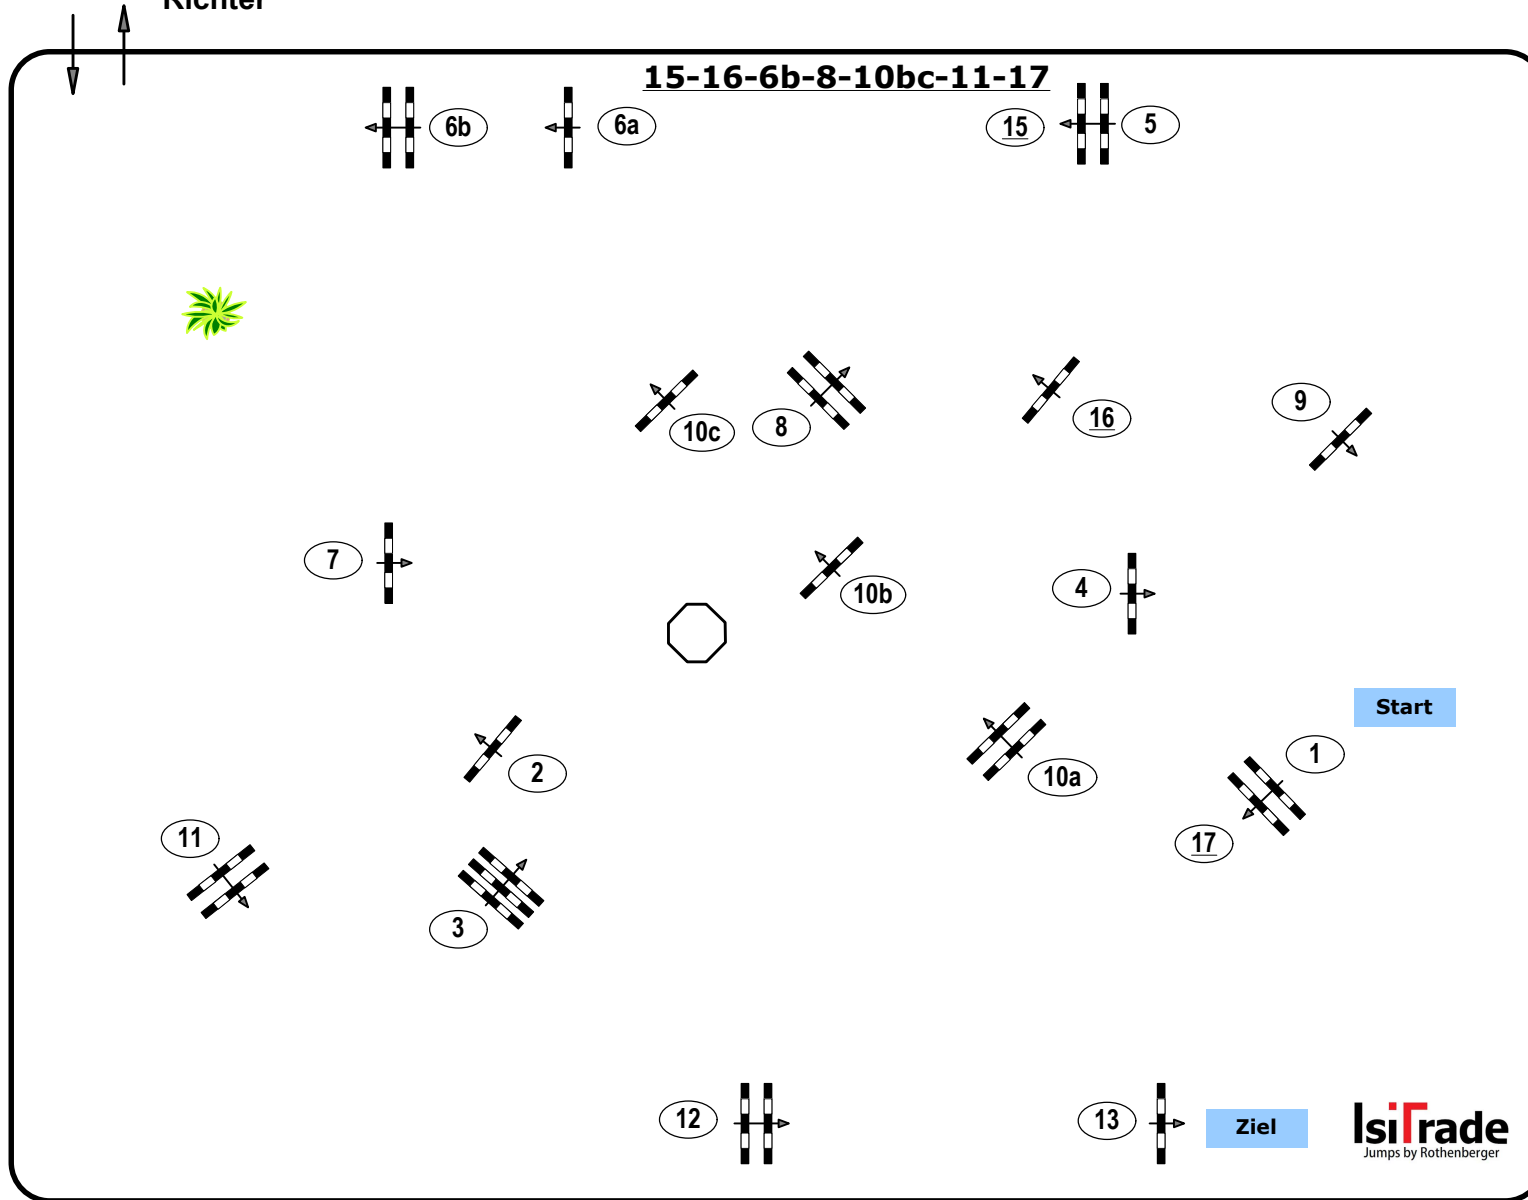 Richter
15-16-6b-8-10bc-11-17
6b
6a
15
5
10c
8
16
9
7
10b
4
Start
2
10a
1
11
17
3
12
13
Ziel
IsiTrade
Jumps by Rothenberger